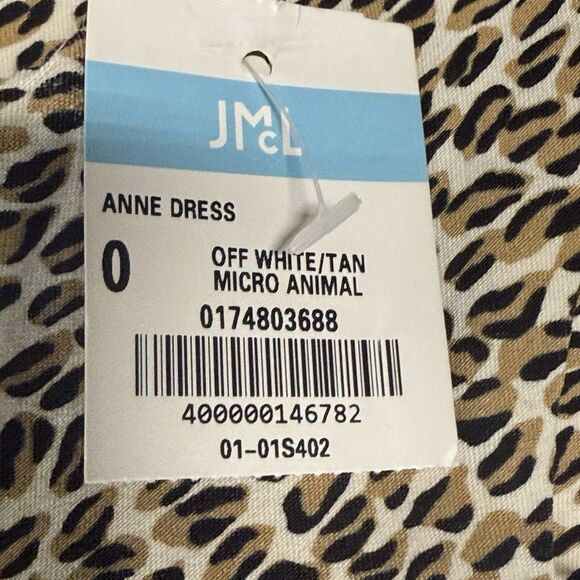 JMcL
ANNE DRESS
0
OFF WHITE/TAN
MICRO ANIMAL
0174803688
400000146782
01-01S402